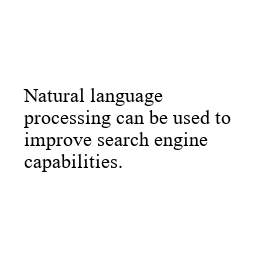 Natural language
processing can be used to
improve search engine
capabilities.